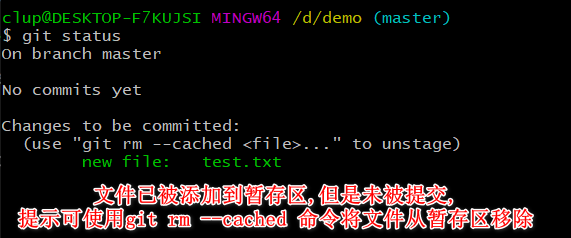 clup@DESKTOP-F7KUJSI MINGW64 /d/demo (master)
$ git status
On branch master
No commits yet
Changes to be committed:
(use "git rm --cached <file>..." to unstage)
new file: test.txt
文件已被添加到暂存区,但是未被提交,
提示可使用git rm --cached 命令将文件从暂存区移除